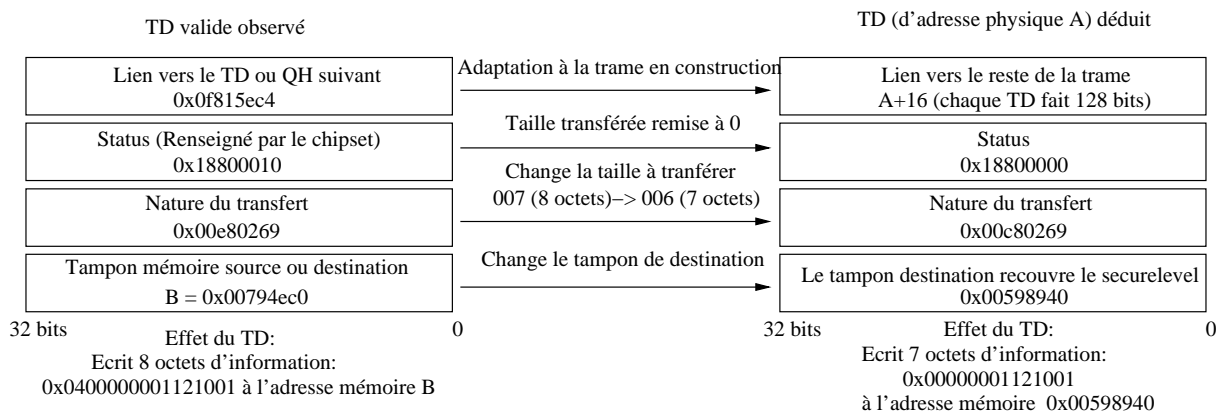 TD valide observé
TD (d'adresse physique A) déduit
Lien vers le TD ou QH suivant
0x0f815ec4
Adaptation à la trame en construction
Lien vers le reste de la trame
A+16 (chaque TD fait 128 bits)
Status (Renseigné par le chipset)
0x18800010
Taille transférée remise à 0
Status
0x18800000
Nature du transfert
0x00e80269
Change la taille à tranférer
007 (8 octets)−> 006 (7 octets)
Nature du transfert
0x00c80269
Tampon mémoire source ou destination
B = 0x00794ec0
Change le tampon de destination
Le tampon destination recouvre le securelevel
0x00598940
32 bits
0
32 bits
0
Effet du TD:
Ecrit 8 octets d'information:
0x0400000001121001 à l'adresse mémoire B
Effet du TD:
Ecrit 7 octets d'information:
0x00000001121001
à l'adresse mémoire 0x00598940